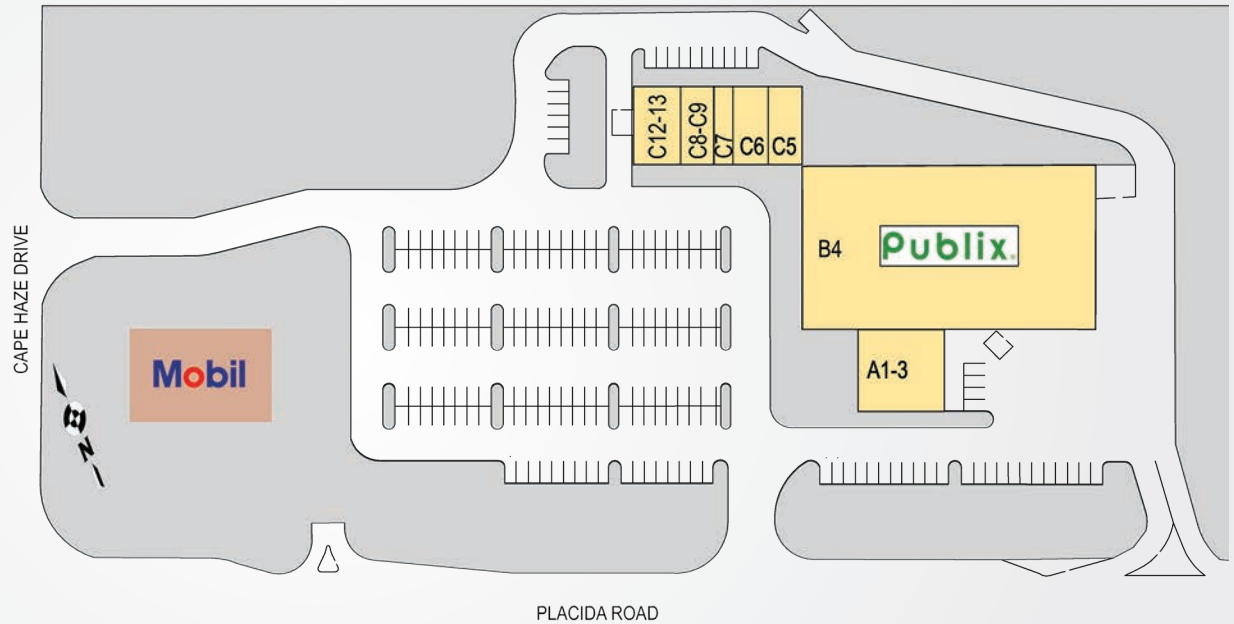 C12-13
C8-C9
C7
C6
C5
B4
Publix.
CAPE HAZE DRIVE
Mobil
A1-3
N
PLACIDA ROAD